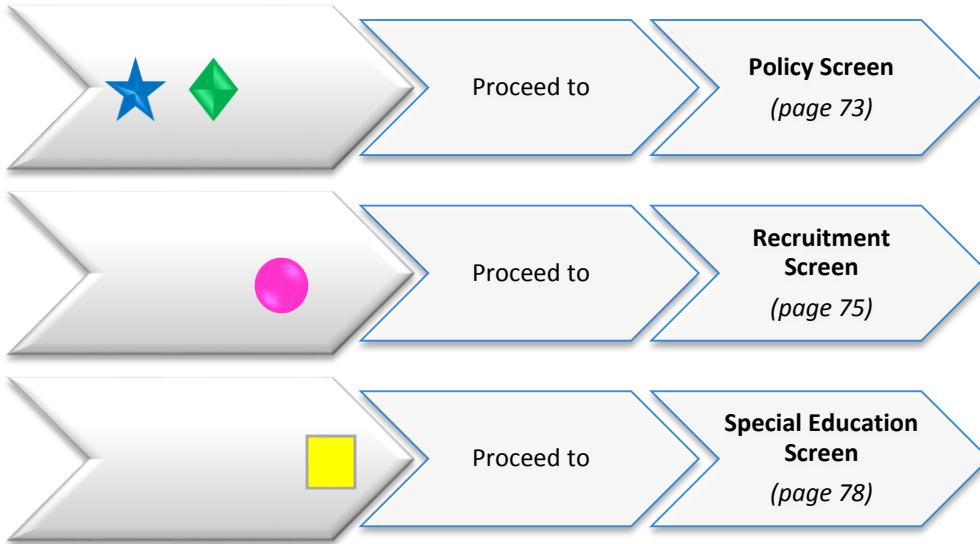 Proceed to
Policy Screen
(page 73)
Proceed to
Recruitment
Screen
(page 75)
Proceed to
Special Education
Screen
(page 78)